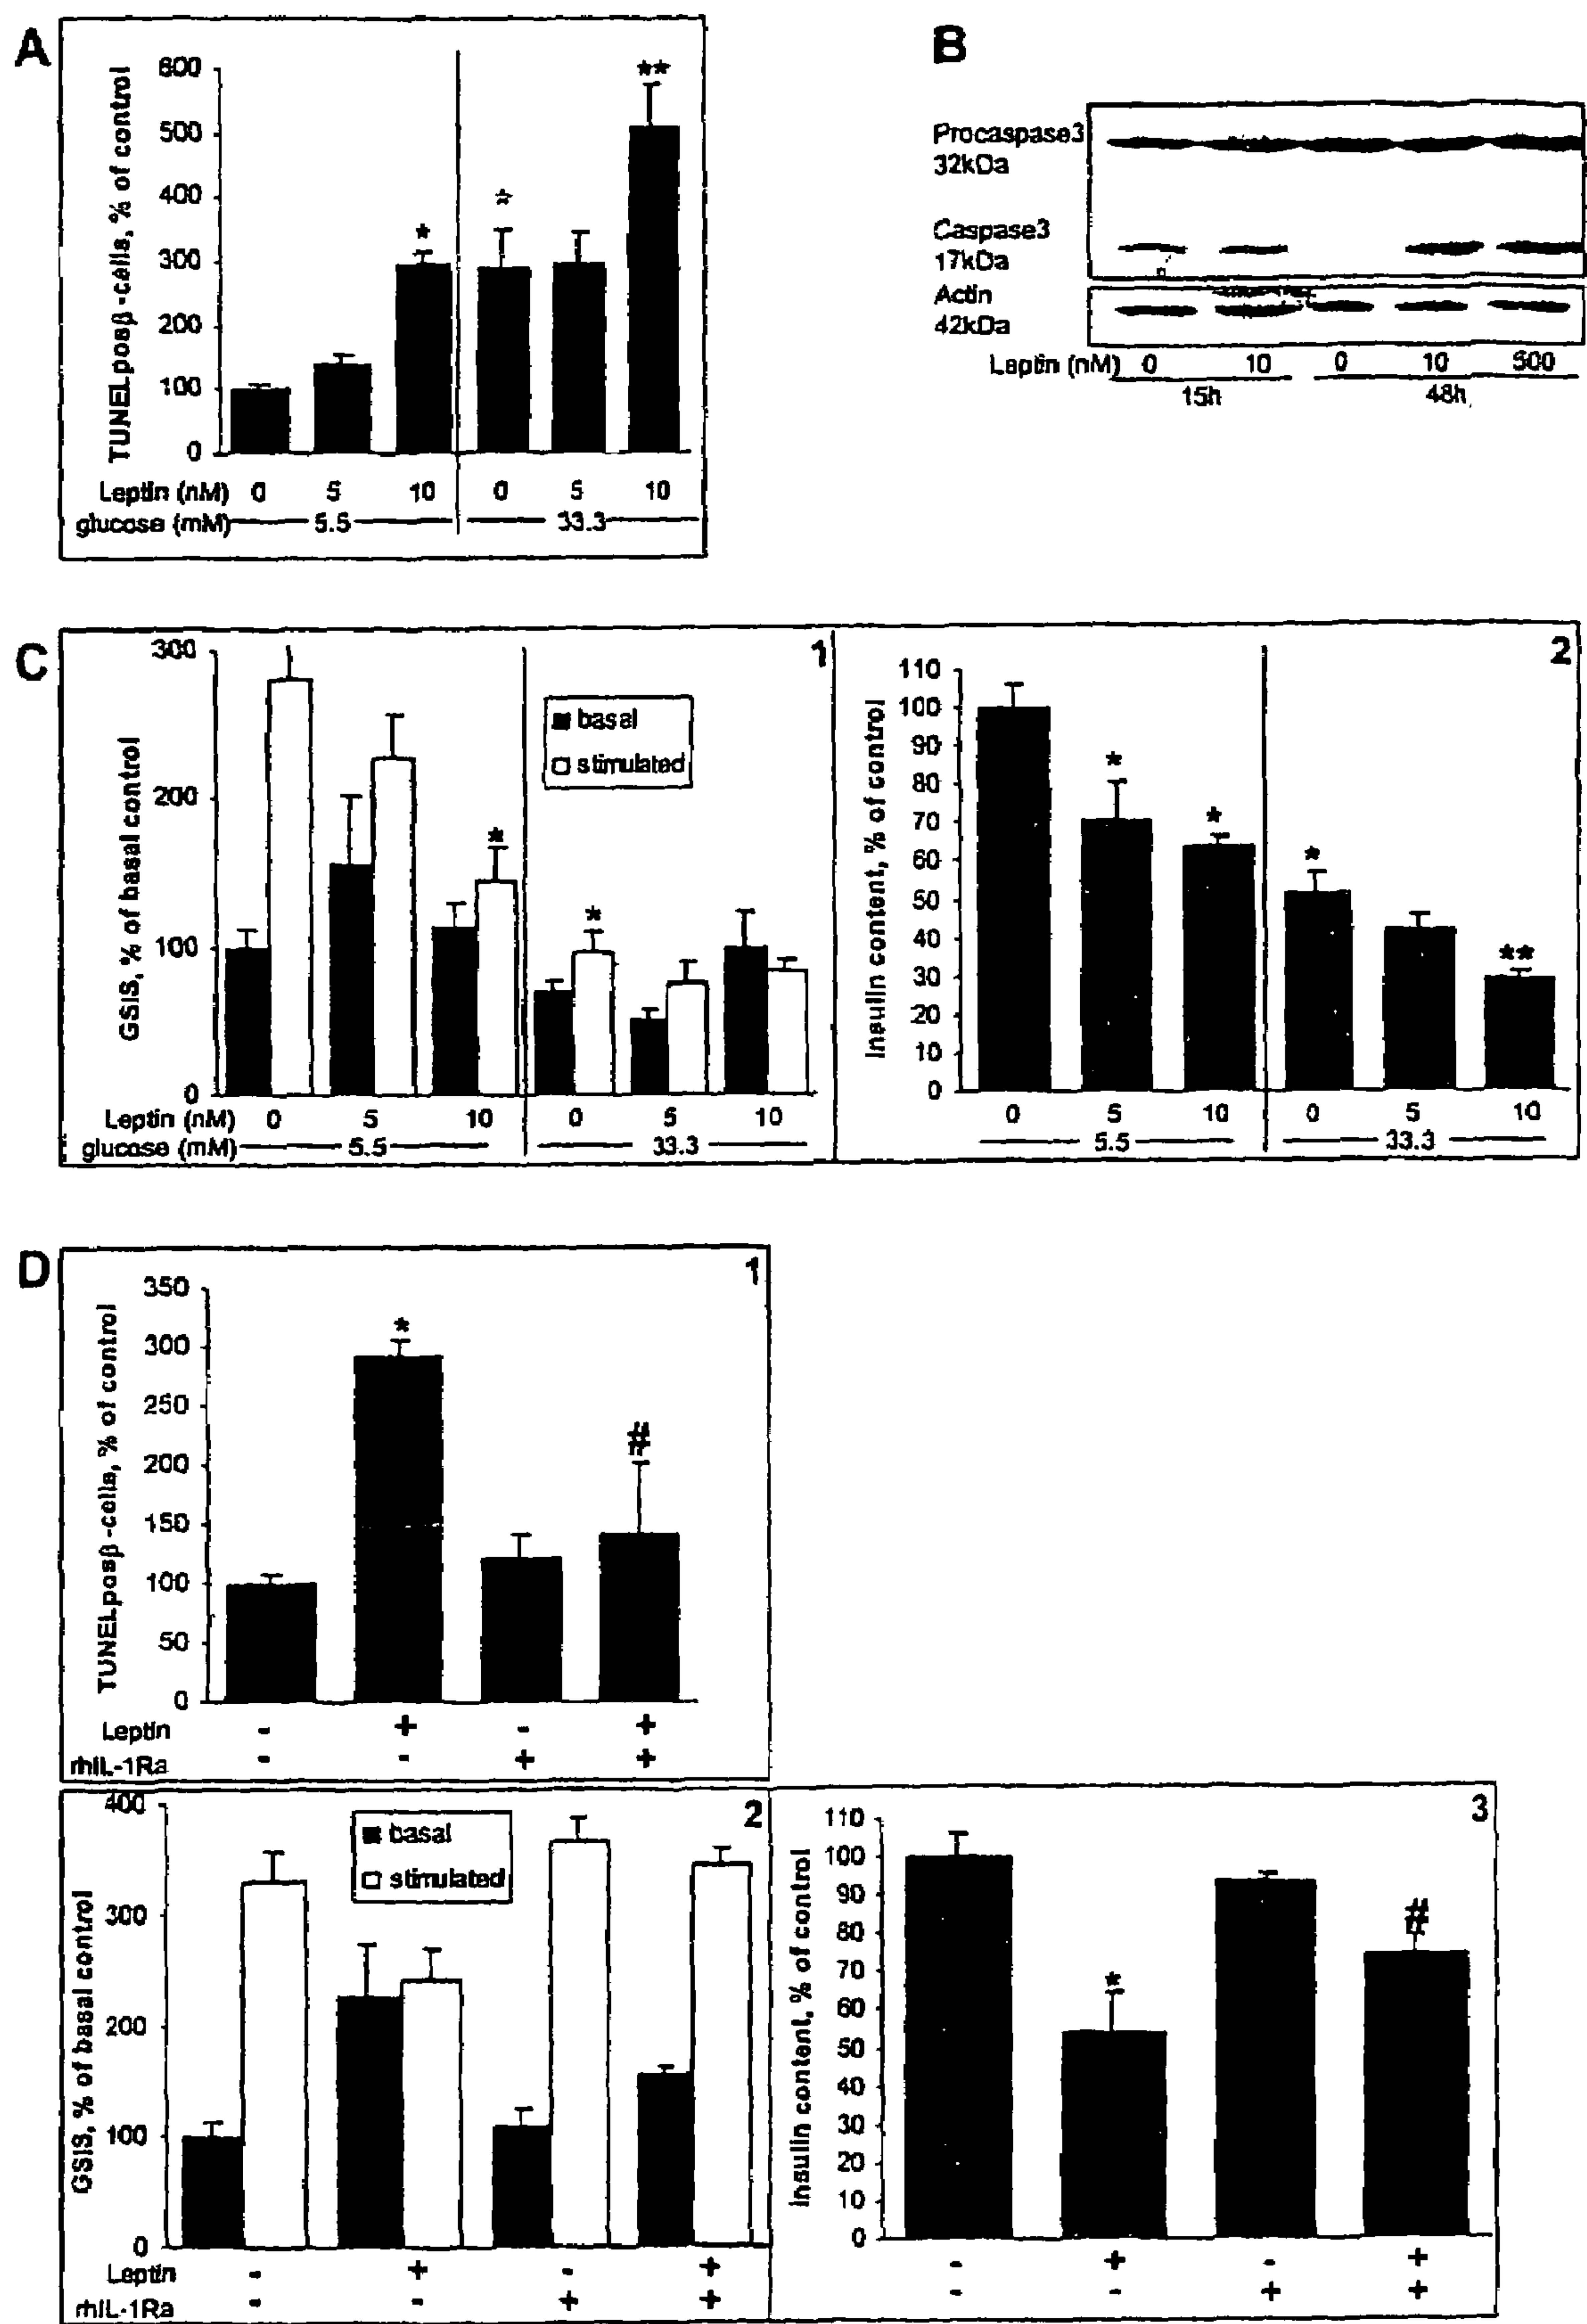 A
TUNELposβ-cells, % of control
600
500
400
300
200
100
0
*
*
**
Leptin (nM) 0 5 10 0 5 10
glucose (mM) 5.5 33.3
B
Procaspase3
32kDa
Caspase3
17kDa
Actin
42kDa
Leptin (nM) 0 10 0 10 500
15h 48h
C
1
GSIS, % of basal control
300
200
100
0
basal
stimulated
*
*
Leptin (nM) 0 5 10 0 5 10
glucose (mM) 5.5 33.3
2
Insulin content, % of control
110
100
90
80
70
60
50
40
30
20
10
0
*
*
*
**
0 5 10 0 5 10
5.5 33.3
D
1
TUNELposβ-cells, % of control
350
300
250
200
150
100
50
0
*
#
Leptin - + - +
rhIL-1Ra - - + +
2
GSIS, % of basal control
400
300
200
100
0
basal
stimulated
Leptin - + - +
rhIL-1Ra - - + +
3
Insulin content, % of control
110
100
90
80
70
60
50
40
30
20
10
0
*
#
- + - +
- - + +